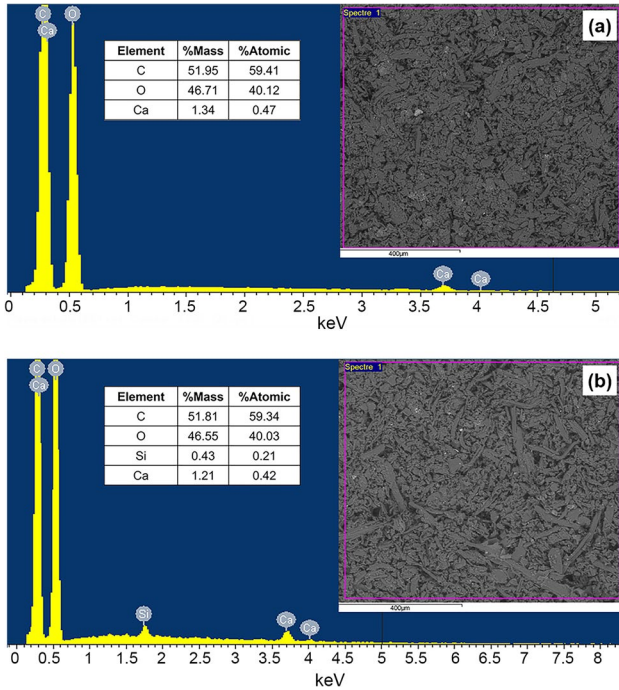 C O Spectre 1 (a)
Ca
Element %Mass %Atomic
C 51.95 59.41
O 46.71 40.12
Ca 1.34 0.47
400µm
Ca Ca
0 0.5 1 1.5 2 2.5 3 3.5 4 4.5 5
keV
C O Spectre 1 (b)
Ca
Element %Mass %Atomic
C 51.81 59.34
O 46.55 40.03
Si 0.43 0.21
Ca 1.21 0.42
400µm
Si Ca Ca
0 0.5 1 1.5 2 2.5 3 3.5 4 4.5 5 5.5 6 6.5 7 7.5 8
keV